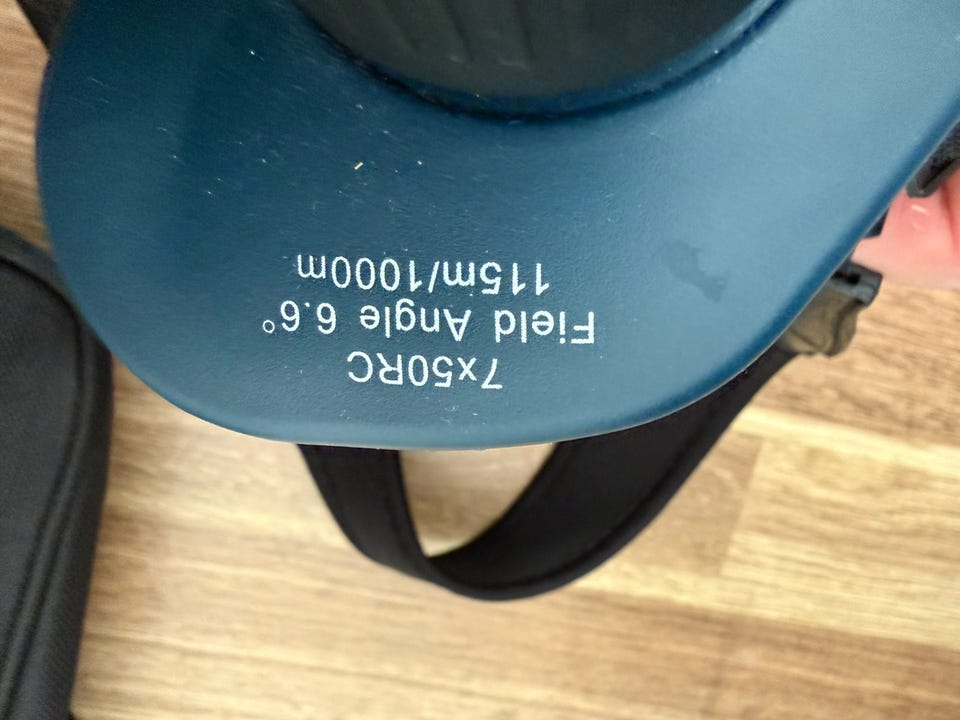 7x50RC
Field Angle 6.6°
115m/1000m